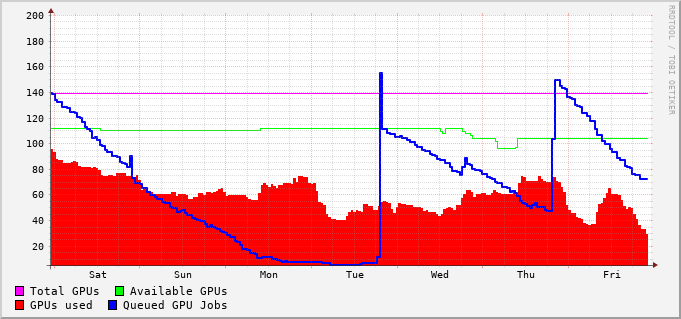 200
180
160
140
120
100
80
60
40
20
Sat Sun Mon Tue Wed Thu Fri
Total GPUs Available GPUs
GPUs used Queued GPU Jobs
RRDTOOL / TOBI OETIKER